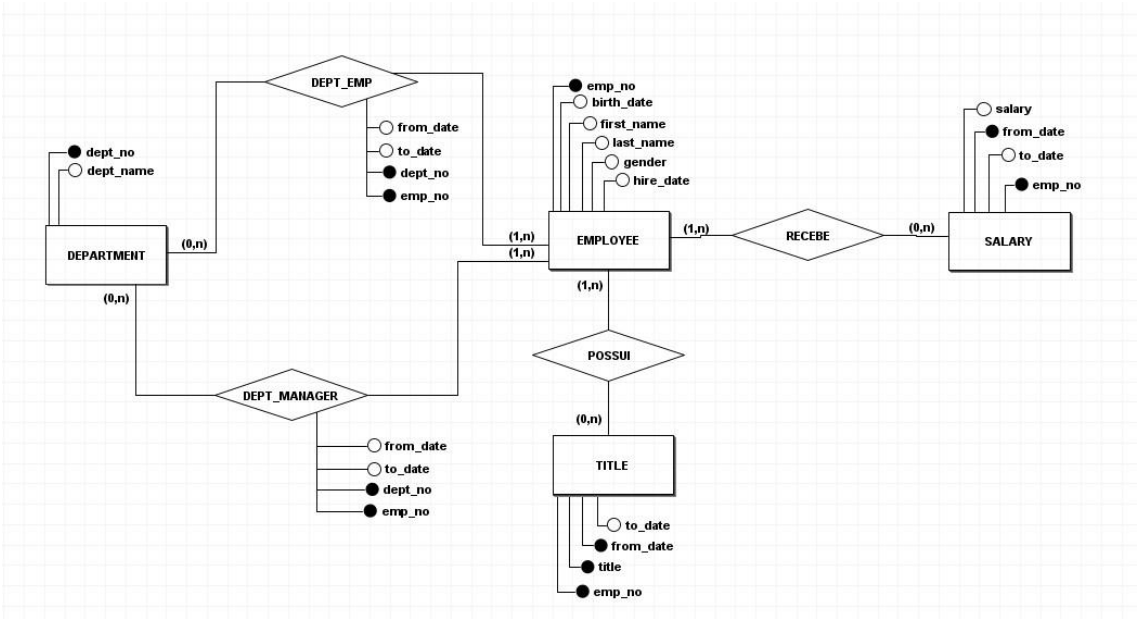 DEPT_EMP
from_date
to_date
dept_no
emp_no
dept_no
dept_name
DEPARTMENT
(0,n)
(0,n)
emp_no
birth_date
first_name
last_name
gender
hire_date
(1,n)
(1,n)
EMPLOYEE
(1,n)
(1,n)
RECEBE
(0,n)
salary
from_date
to_date
emp_no
SALARY
POSSUI
(0,n)
DEPT_MANAGER
from_date
to_date
dept_no
emp_no
TITLE
to_date
from_date
title
emp_no